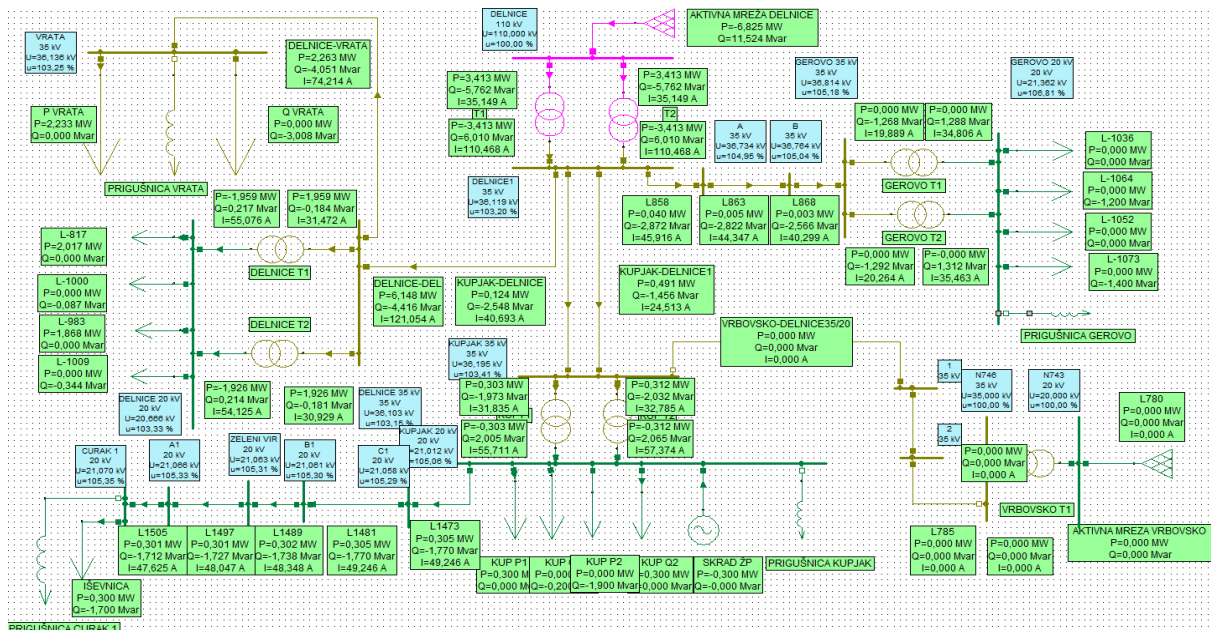 VRATA
35 kV
U=36,136 kV
u=103,25 %
DELNICE-VRATA
P=2,263 MW
Q=-4,051 Mvar
I=74,214 A
P VRATA
P=2,233 MW
Q=0,000 Mvar
Q VRATA
P=0,000 MW
Q=-3,008 Mvar
PRIGUŠNICA VRATA
DELNICE
110 kV
U=110,000 kV
u=100,00 %
AKTIVNA MREŽA DELNICE
P=-6,825 MW
Q=11,524 Mvar
P=3,413 MW
Q=-5,762 Mvar
I=35,149 A
T1
P=-3,413 MW
Q=6,010 Mvar
I=110,468 A
P=3,413 MW
Q=-5,762 Mvar
I=35,149 A
T2
P=-3,413 MW
Q=6,010 Mvar
I=110,468 A
DELNICE1
35 kV
U=36,119 kV
u=103,20 %
A
35 kV
U=36,734 kV
u=104,95 %
B
35 kV
U=36,764 kV
u=105,04 %
GEROVO 35 kV
35 kV
U=36,814 kV
u=105,18 %
GEROVO 20 kV
20 kV
U=21,362 kV
u=106,81 %
P=0,000 MW
Q=-1,268 Mvar
I=19,889 A
P=0,000 MW
Q=1,288 Mvar
I=34,806 A
GEROVO T1
GEROVO T2
P=0,000 MW
Q=-1,292 Mvar
I=20,264 A
P=-0,000 MW
Q=1,312 Mvar
I=35,463 A
L-1036
P=0,000 MW
Q=0,000 Mvar
L-1064
P=0,000 MW
Q=-1,200 Mvar
L-1052
P=0,000 MW
Q=0,000 Mvar
L-1073
P=0,000 MW
Q=-1,400 Mvar
PRIGUŠNICA GEROVO
L858
P=0,040 MW
Q=-2,872 Mvar
I=45,916 A
L863
P=0,005 MW
Q=-2,822 Mvar
I=44,347 A
L868
P=0,003 MW
Q=-2,566 Mvar
I=40,299 A
P=-1,959 MW
Q=0,217 Mvar
I=55,076 A
P=1,959 MW
Q=-0,184 Mvar
I=31,472 A
DELNICE T1
DELNICE T2
L-817
P=2,017 MW
Q=0,000 Mvar
L-1000
P=0,000 MW
Q=-0,087 Mvar
L-983
P=1,868 MW
Q=0,000 Mvar
L-1009
P=0,000 MW
Q=-0,344 Mvar
P=-1,926 MW
Q=0,214 Mvar
I=54,125 A
P=1,926 MW
Q=-0,181 Mvar
I=30,929 A
DELNICE-DEL
P=6,148 MW
Q=-4,416 Mvar
I=121,054 A
KUPJAK-DELNICE
P=0,124 MW
Q=-2,548 Mvar
I=40,693 A
KUPJAK-DELNICE1
P=0,491 MW
Q=-1,456 Mvar
I=24,513 A
VRBOVSKO-DELNICE35/20
P=0,000 MW
Q=0,000 Mvar
I=0,000 A
DELNICE 20 kV
20 kV
U=20,666 kV
u=103,33 %
DELNICE 35 kV
35 kV
U=36,103 kV
u=103,15 %
KUPJAK 35 kV
35 kV
U=36,195 kV
u=103,41 %
P=0,303 MW
Q=-1,973 Mvar
I=31,835 A
P=-0,303 MW
Q=2,005 Mvar
I=55,711 A
P=0,312 MW
Q=-2,032 Mvar
I=32,785 A
P=-0,312 MW
Q=2,065 Mvar
I=57,374 A
KUPJAK 20 kV
20 kV
U=21,012 kV
u=105,06 %
CURAK 1
20 kV
U=21,070 kV
u=105,35 %
A1
20 kV
U=21,066 kV
u=105,33 %
ZELENI VIR
20 kV
U=21,063 kV
u=105,31 %
B1
20 kV
U=21,061 kV
u=105,30 %
C1
20 kV
U=21,058 kV
u=105,29 %
L1505
P=0,301 MW
Q=-1,712 Mvar
I=47,625 A
L1497
P=0,301 MW
Q=-1,727 Mvar
I=48,047 A
L1489
P=0,302 MW
Q=-1,738 Mvar
I=48,348 A
L1481
P=0,305 MW
Q=-1,770 Mvar
I=49,246 A
L1473
P=0,305 MW
Q=-1,770 Mvar
I=49,246 A
IŠEVNICA
P=0,300 MW
Q=-1,700 Mvar
PRIGUŠNICA CURAK 1
KUP P1
P=0,300 M
Q=0,000 Mv
KUP
P=0,00
Q=-0,20
KUP P2
P=0,000 MW
Q=-1,900 Mvar
KUP Q2
=0,300 MW
=0,000 Mvar
SKRAD ŽP
P=-0,300 MW
Q=-0,000 Mvar
PRIGUŠNICA KUPJAK
1
35 kV
2
35 kV
N746
35 kV
U=35,000 kV
u=100,00 %
N743
20 kV
U=20,000 kV
u=100,00 %
L780
P=0,000 MW
Q=0,000 Mvar
I=0,000 A
P=0,000 MW
Q=0,000 Mvar
I=0,000 A
VRBOVSKO T1
L785
P=0,000 MW
Q=0,000 Mvar
I=0,000 A
P=0,000 MW
Q=0,000 Mvar
I=0,000 A
AKTIVNA MREZA VRBOVSKO
P=0,000 MW
Q=0,000 Mvar